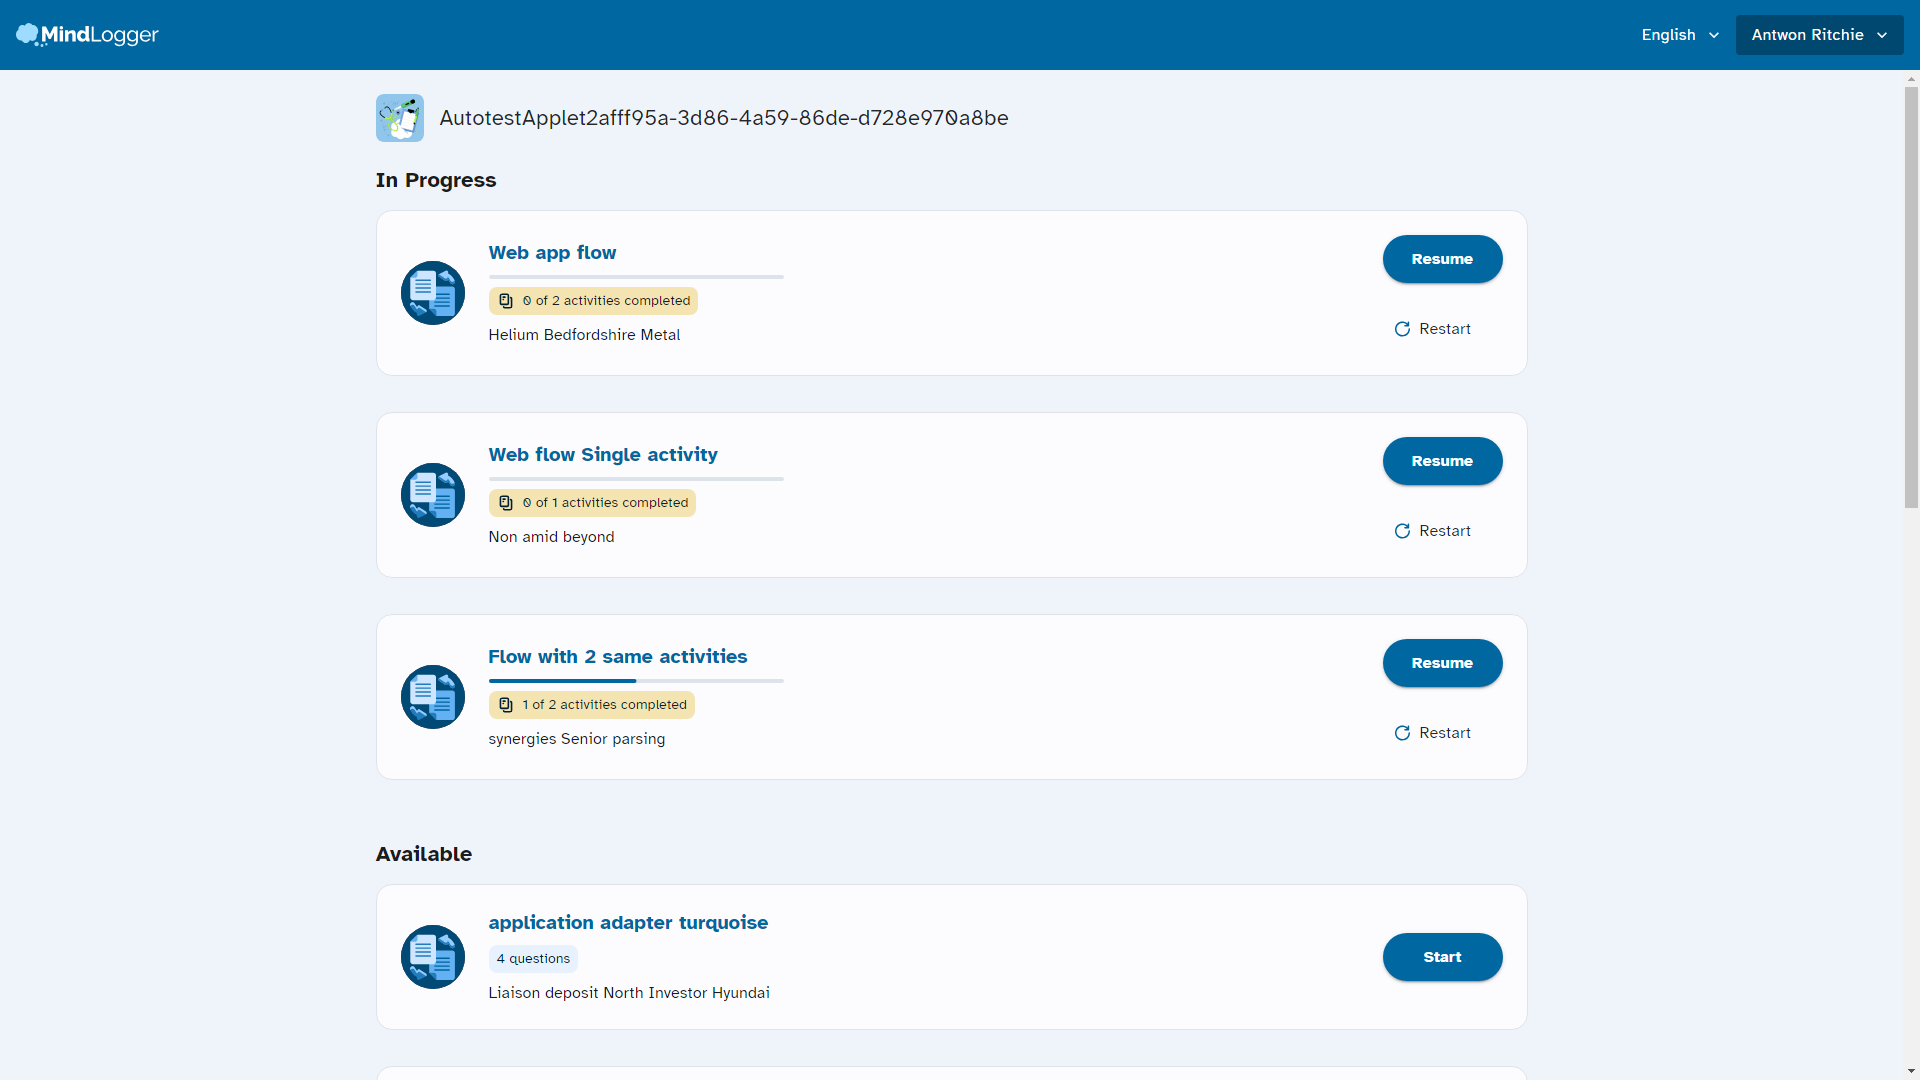 MindLogger
English
Antwon Ritchie
AutotestApplet2afff95a-3d86-4a59-86de-d728e970a8be
In Progress
Web app flow
0 of 2 activities completed
Helium Bedfordshire Metal
Resume
Restart
Web flow Single activity
0 of 1 activities completed
Non amid beyond
Resume
Restart
Flow with 2 same activities
1 of 2 activities completed
synergies Senior parsing
Resume
Restart
Available
application adapter turquoise
4 questions
Liaison deposit North Investor Hyundai
Start